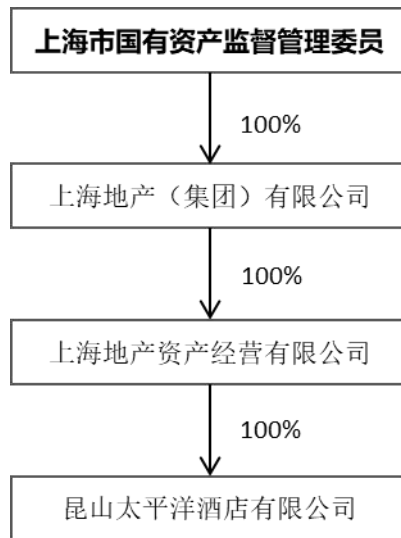 上海市国有资产监督管理委员
100%
上海地产（集团）有限公司
100%
上海地产资产经营有限公司
100%
昆山太平洋酒店有限公司